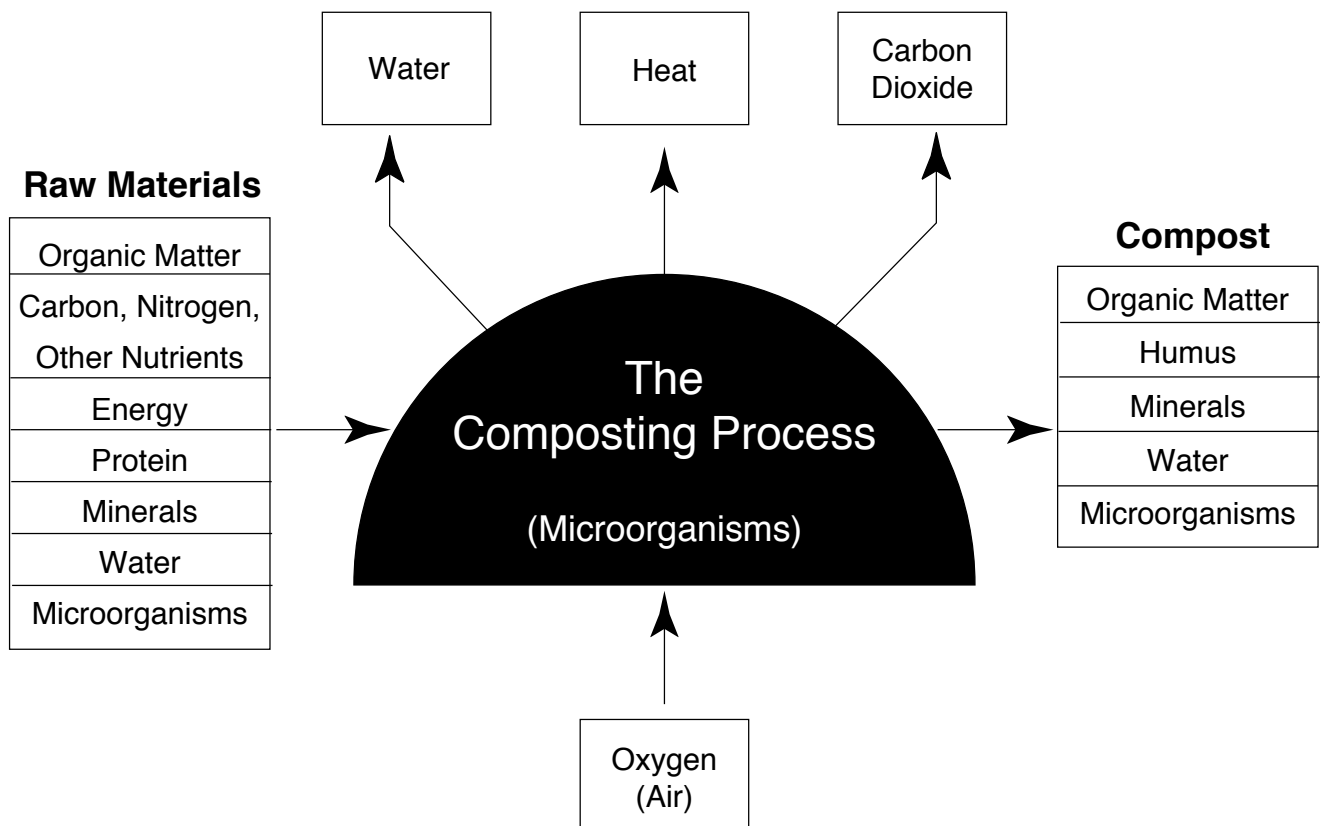 Water
Heat
Carbon
Dioxide
Raw Materials
Organic Matter
Carbon, Nitrogen,
Other Nutrients
Energy
Protein
Minerals
Water
Microorganisms
The
Composting Process
(Microorganisms)
Compost
Organic Matter
Humus
Minerals
Water
Microorganisms
Oxygen
(Air)